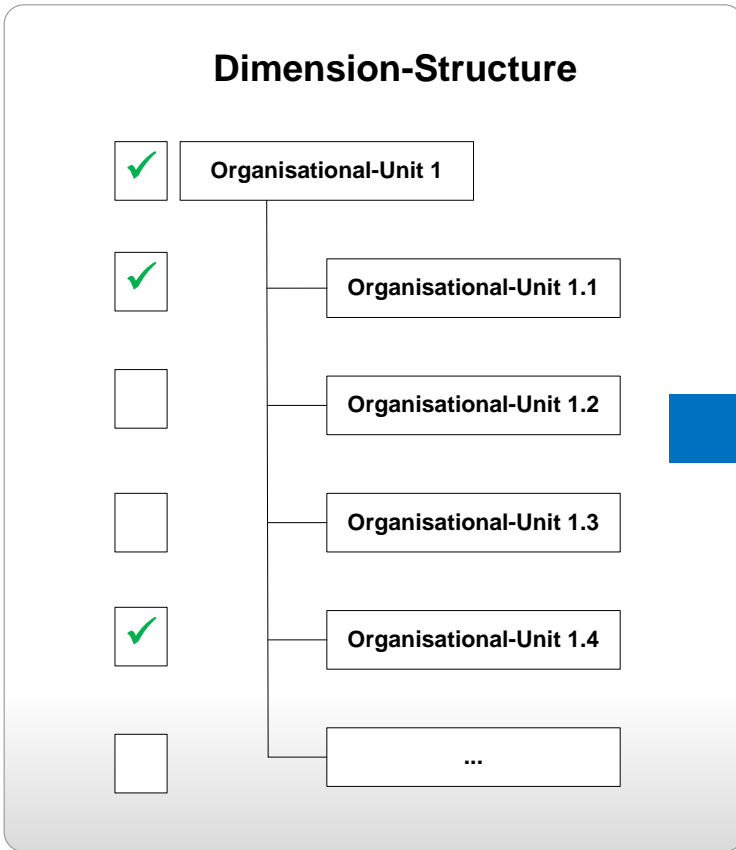 Dimension-Structure
Organisational-Unit 1
Organisational-Unit 1.1
Organisational-Unit 1.2
Organisational-Unit 1.3
Organisational-Unit 1.4
...